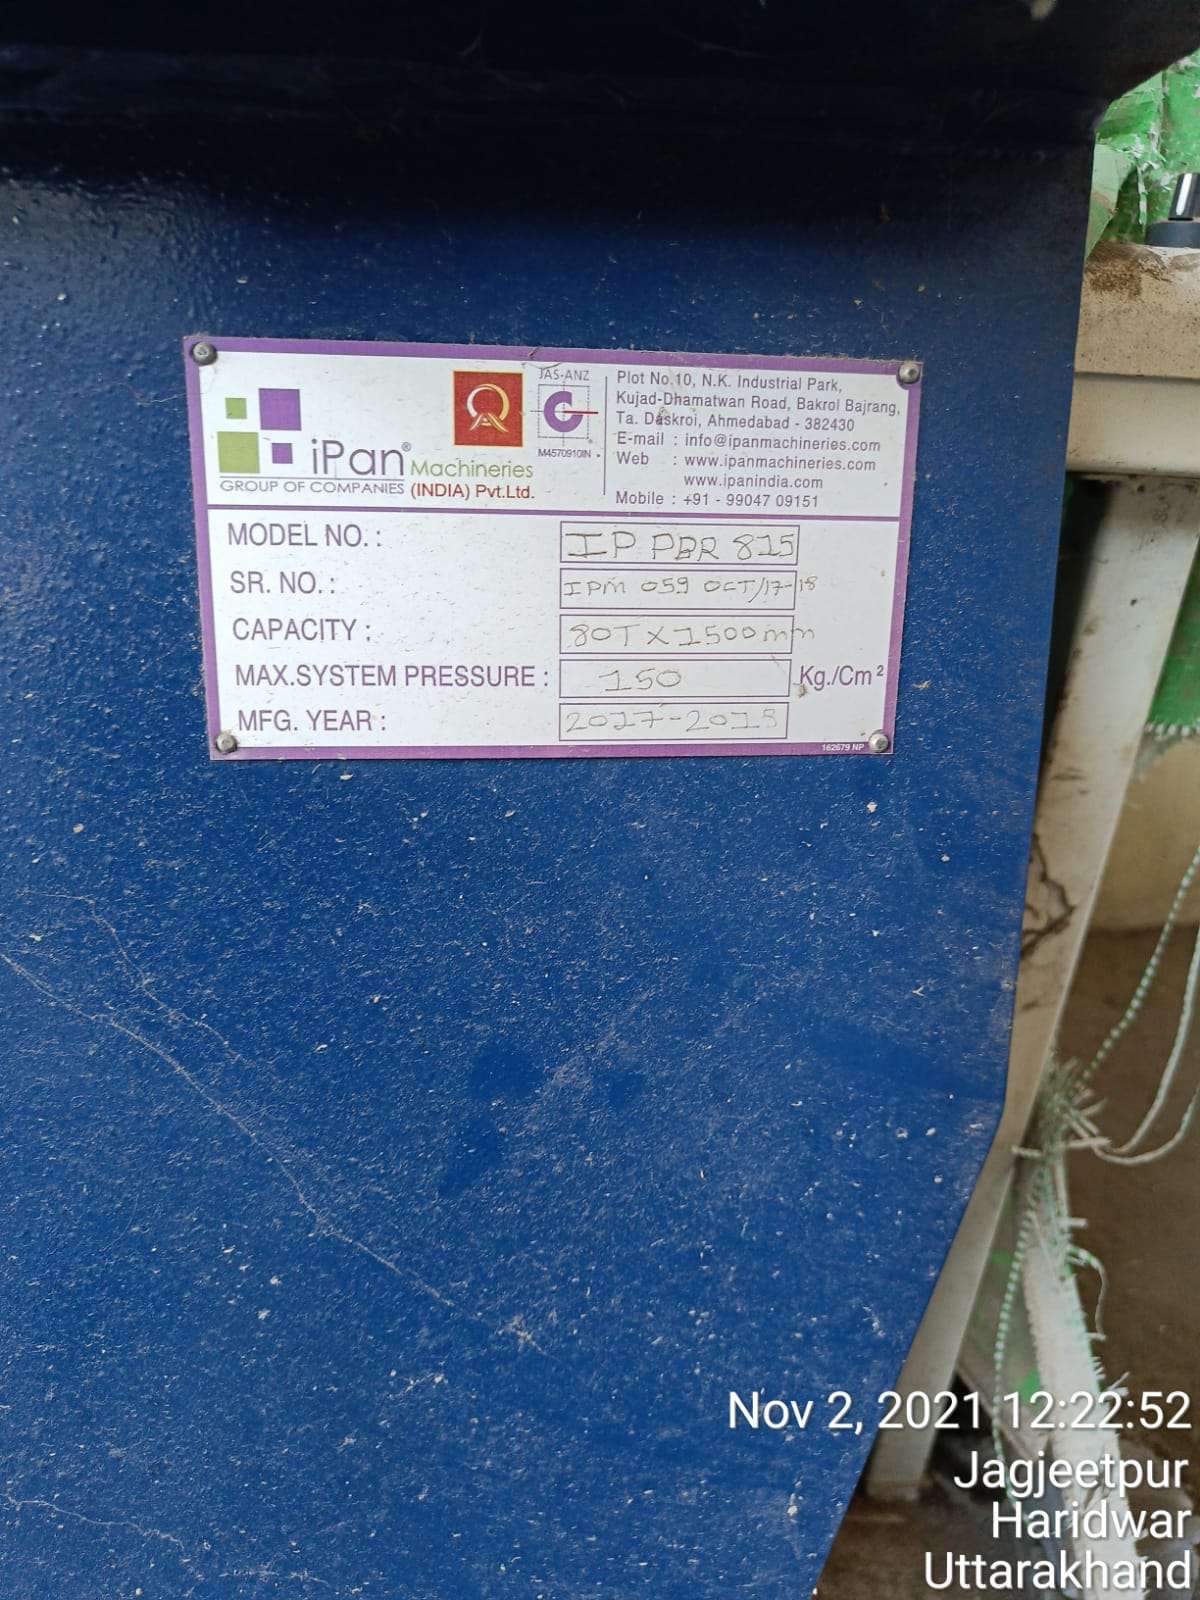 JAS-ANZ
M4570910IN
iPan® Machineries
GROUP OF COMPANIES (INDIA) Pvt.Ltd.
Plot No.10, N.K. Industrial Park,
Kujad-Dhamatwan Road, Bakrol Bajrang,
Ta. Daskroi, Ahmedabad - 382430
E-mail : info@ipanmachineries.com
Web : www.ipanmachineries.com
www.ipanindia.com
Mobile : +91 - 99047 09151
MODEL NO. : IP PBR 815
SR. NO. : IPM 059 OCT/17-18
CAPACITY : 80T X 1500mm
MAX.SYSTEM PRESSURE : 150 Kg./Cm²
MFG. YEAR : 2017-2018
162679 NP
Nov 2, 2021 12:22:52
Jagjeetpur
Haridwar
Uttarakhand